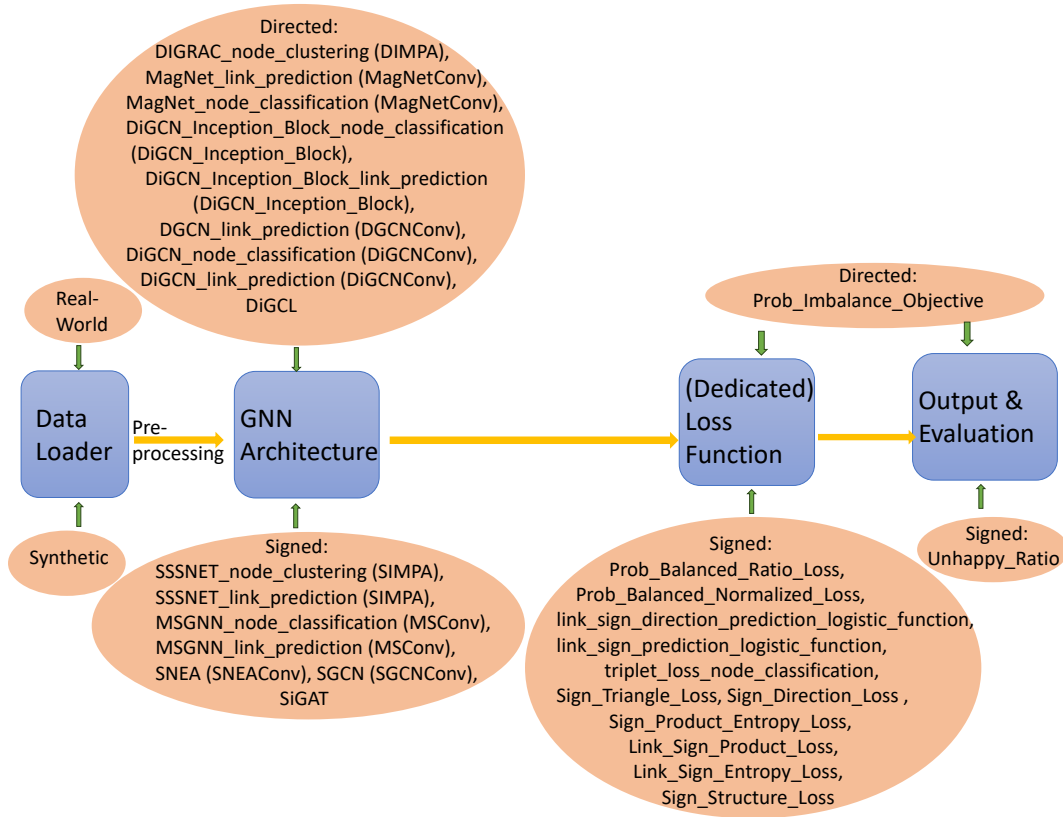 Directed:
DIGRAC_node_clustering (DIMPA),
MagNet_link_prediction (MagNetConv),
MagNet_node_classification (MagNetConv),
DiGCN_Inception_Block_node_classification
(DiGCN_Inception_Block),
DiGCN_Inception_Block_link_prediction
(DiGCN_Inception_Block),
DGCN_link_prediction (DGCNConv),
DiGCN_node_classification (DiGCNConv),
DiGCN_link_prediction (DiGCNConv),
DiGCL
Real-
World
Directed:
Prob_Imbalance_Objective
Data
Loader
Pre-
processing
GNN
Architecture
(Dedicated)
Loss
Function
Output &
Evaluation
Synthetic
Signed:
SSSNET_node_clustering (SIMPA),
SSSNET_link_prediction (SIMPA),
MSGNN_node_classification (MSConv),
MSGNN_link_prediction (MSConv),
SNEA (SNEAConv), SGCN (SGCNConv),
SiGAT
Signed:
Prob_Balanced_Ratio_Loss,
Prob_Balanced_Normalized_Loss,
link_sign_direction_prediction_logistic_function,
link_sign_prediction_logistic_function,
triplet_loss_node_classification,
Sign_Triangle_Loss, Sign_Direction_Loss ,
Sign_Product_Entropy_Loss,
Link_Sign_Product_Loss,
Link_Sign_Entropy_Loss,
Sign_Structure_Loss
Signed:
Unhappy_Ratio